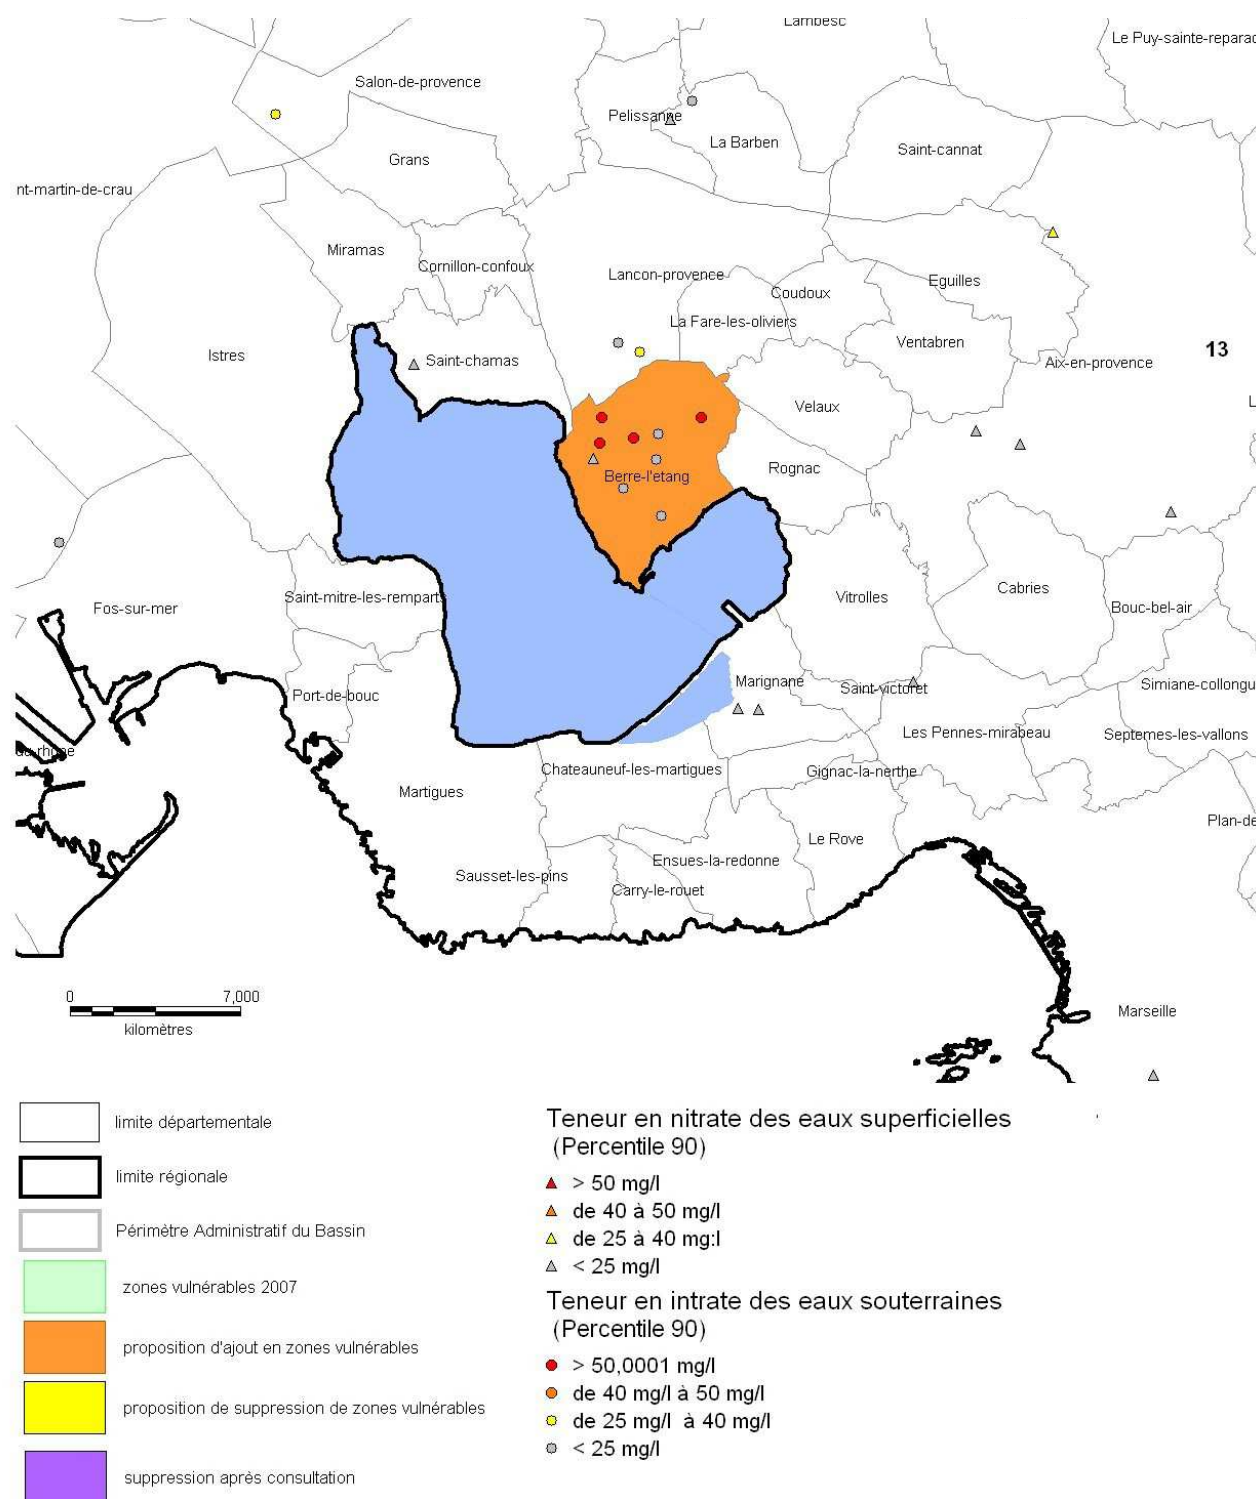 Lambesc
Le Puy-sainte-reparad
Salon-de-provence
Pelissanne
La Barben
Saint-cannat
Grans
nt-martin-de-crau
Miramas
Cornillon-confoux
Lancon-provence
Coudoux
Eguilles
La Fare-les-oliviers
Ventabren
13
Istres
Saint-chamas
Aix-en-provence
L
Velaux
Rognac
Berre-l'etang
Cabries
Saint-mitre-les-rempart
Vitrolles
Bouc-bel-air
Fos-sur-mer
Port-de-bouc
Marignane
Saint-victoret
Simiane-collongu
Les Pennes-mirabeau
Septemes-les-vallons
du-rhone
Chateauneuf-les-martigues
Gignac-la-nerthe
Martigues
Plan-de
Le Rove
Ensues-la-redonne
Sausset-les-pins
Carry-le-rouet
0 7,000
kilomètres
Marseille
limite départementale
limite régionale
Périmètre Administratif du Bassin
zones vulnérables 2007
proposition d'ajout en zones vulnérables
proposition de suppression de zones vulnérables
suppression après consultation
Teneur en nitrate des eaux superficielles
(Percentile 90)
> 50 mg/l
de 40 à 50 mg/l
de 25 à 40 mg:l
< 25 mg/l
Teneur en intrate des eaux souterraines
(Percentile 90)
> 50,0001 mg/l
de 40 mg/l à 50 mg/l
de 25 mg/l à 40 mg/l
< 25 mg/l